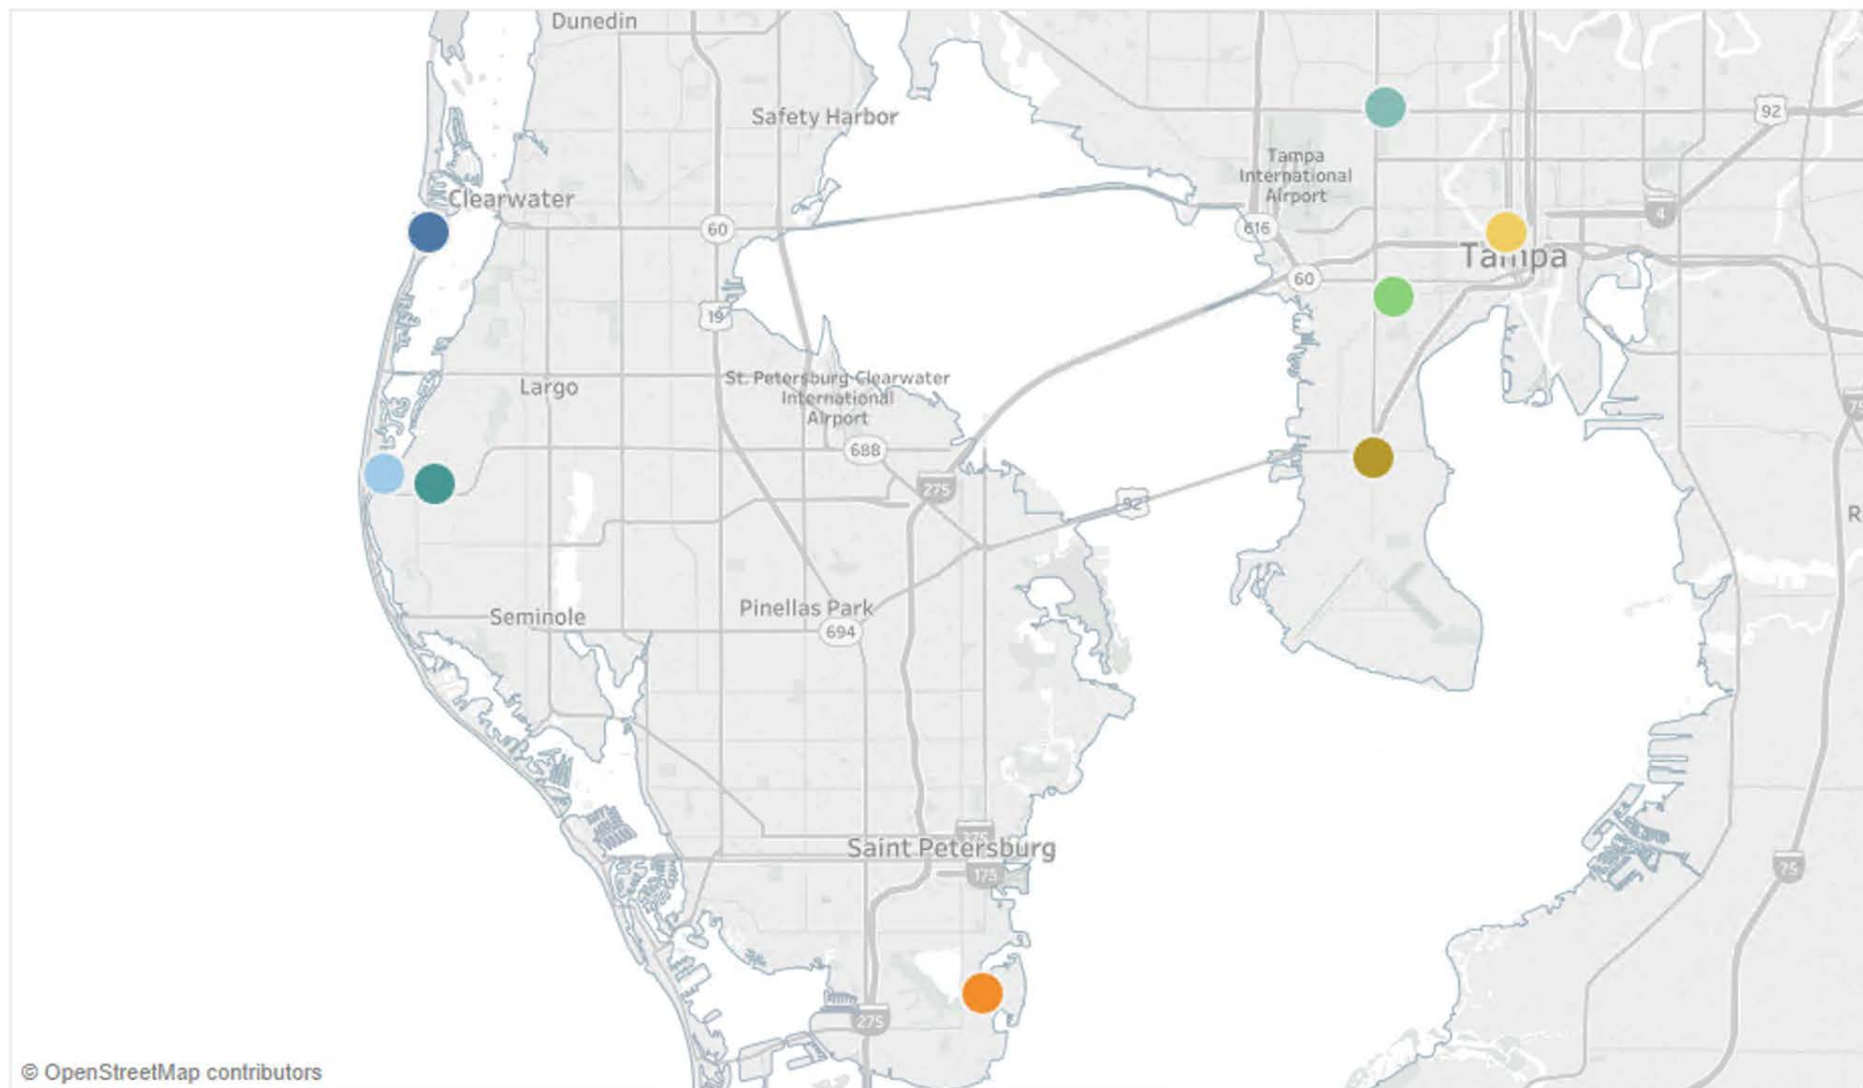 Dunedin
92
Safety Harbor
Tampa
International
Airport
Clearwater
4
60
616
Tampa
60
19
St. Petersburg-Clearwater
International
Airport
Largo
75
688
275
92
R
Seminole
Pinellas Park
694
375
Saint Petersburg
175
75
275
© OpenStreetMap contributors